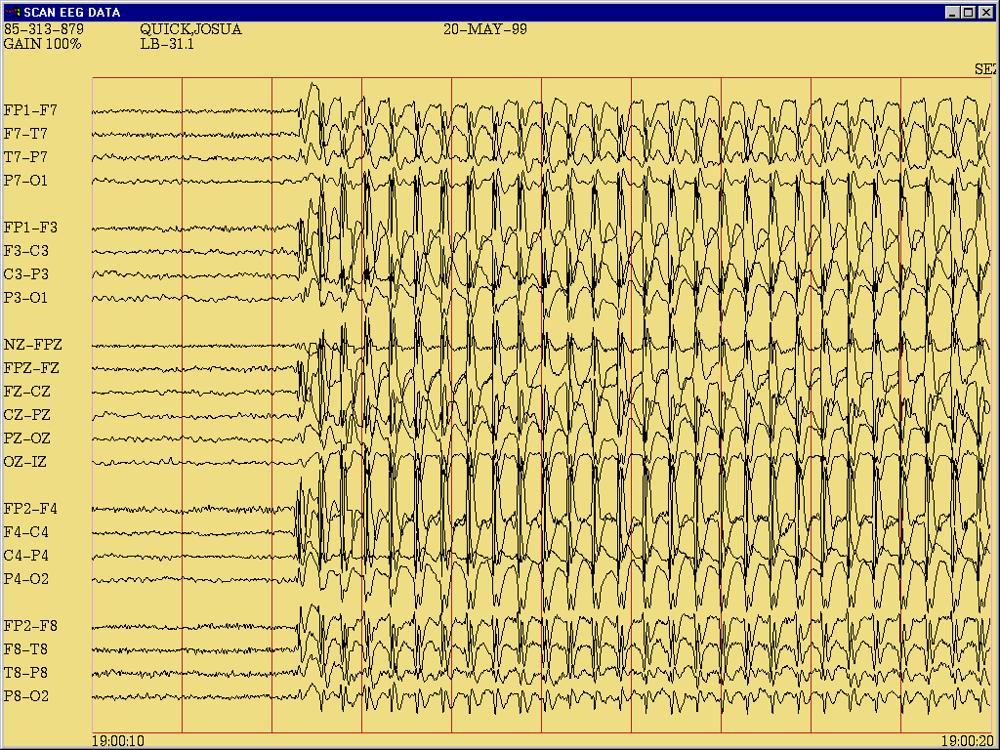 SCAN EEG DATA
85-313-879 QUICK,JOSUA 20-MAY-99
GAIN 100% LB-31.1
SEZ
FP1-F7
F7-T7
T7-P7
P7-O1
FP1-F3
F3-C3
C3-P3
P3-O1
NZ-FPZ
FPZ-FZ
FZ-CZ
CZ-PZ
PZ-OZ
OZ-IZ
FP2-F4
F4-C4
C4-P4
P4-O2
FP2-F8
F8-T8
T8-P8
P8-O2
19:00:10 19:00:20